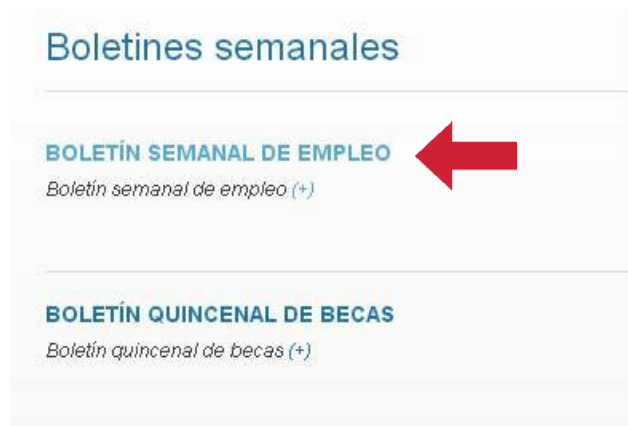 Boletines semanales
BOLETÍN SEMANAL DE EMPLEO
Boletín semanal de empleo (+)
BOLETÍN QUINCENAL DE BECAS
Boletín quincenal de becas (+)